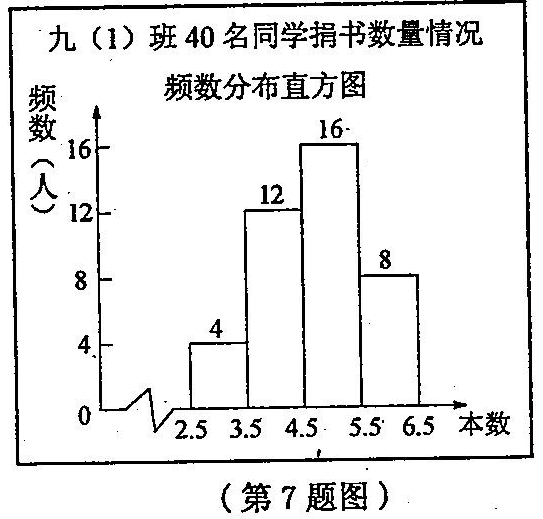 九（1）班40名同学捐书数量情况
频数分布直方图
频数（人）
16
12
8
4
0
4
12
16
8
2.5 3.5 4.5 5.5 6.5 本数
（第7题图）